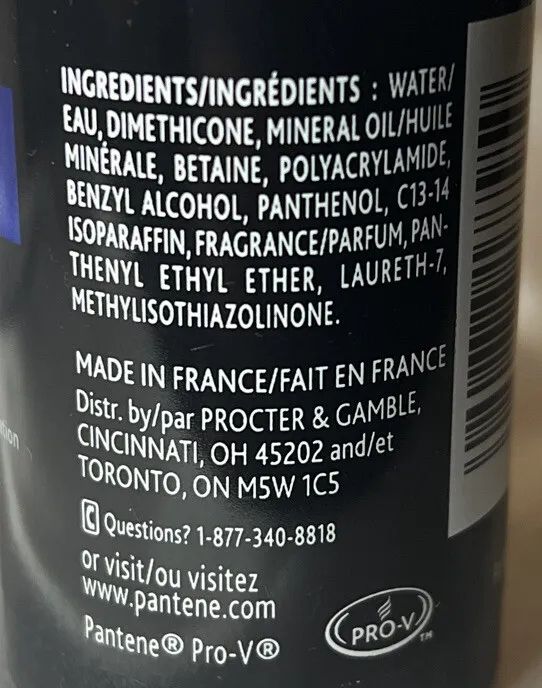 INGREDIENTS/INGRÉDIENTS : WATER/
EAU, DIMETHICONE, MINERAL OIL/HUILE
MINÉRALE, BETAINE, POLYACRYLAMIDE,
BENZYL ALCOHOL, PANTHENOL, C13-14
ISOPARAFFIN, FRAGRANCE/PARFUM, PAN-
THENYL ETHYL ETHER, LAURETH-7,
METHYLISOTHIAZOLINONE.
MADE IN FRANCE/FAIT EN FRANCE
Distr. by/par PROCTER & GAMBLE,
CINCINNATI, OH 45202 and/et
TORONTO, ON M5W 1C5
C Questions? 1-877-340-8818
or visit/ou visitez
www.pantene.com
Pantene® Pro-V®
PRO-V™